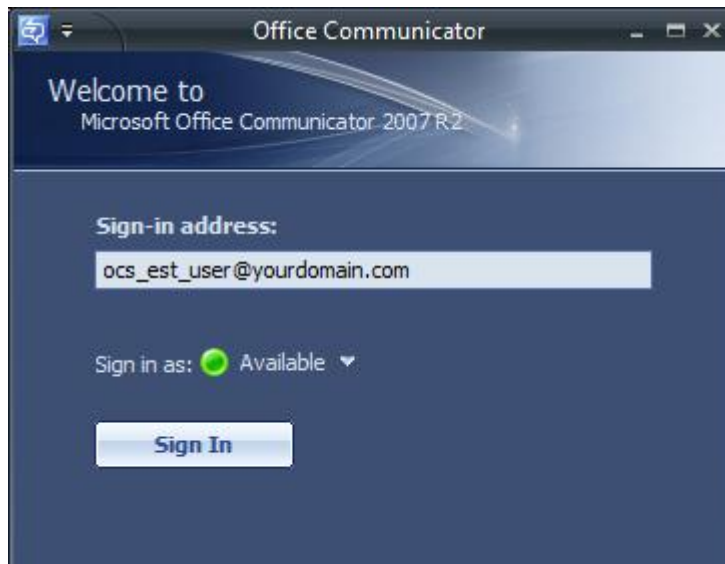 Office Communicator
Welcome to
Microsoft Office Communicator 2007 R2
Sign-in address:
ocs_est_user@yourdomain.com
Sign in as: Available
Sign In